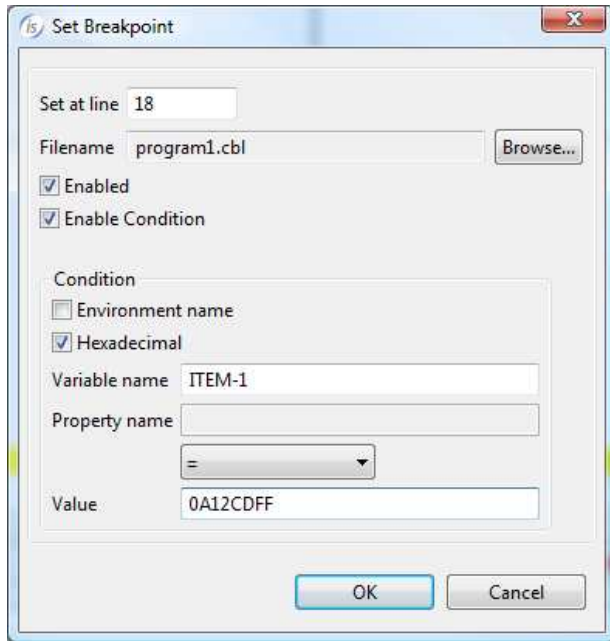 is Set Breakpoint
Set at line 18
Filename program1.cbl Browse...
Enabled
Enable Condition
Condition
Environment name
Hexadecimal
Variable name ITEM-1
Property name
=
Value 0A12CDFF
OK Cancel